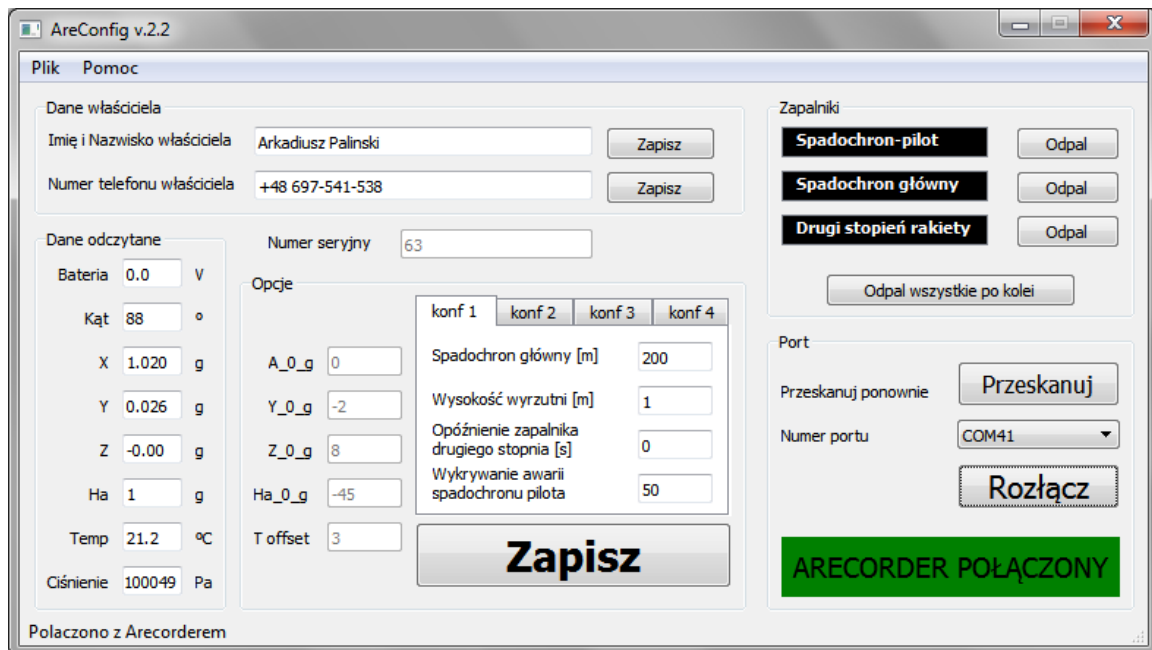 AreConfig v.2.2
Plik Pomoc
Dane właściciela
Imię i Nazwisko właściciela Arkadiusz Palinski Zapisz
Numer telefonu właściciela +48 697-541-538 Zapisz
Numer seryjny 63
Dane odczytane
Bateria 0.0 V
Kąt 88 º
X 1.020 g
Y 0.026 g
Z -0.00 g
Ha 1 g
Temp 21.2 ºC
Ciśnienie 100049 Pa
Opcje
A_0_g 0
Y_0_g -2
Z_0_g 8
Ha_0_g -45
T offset 3
konf 1 konf 2 konf 3 konf 4
Spadochron główny [m] 200
Wysokość wyrzutni [m] 1
Opóźnienie zapalnika
drugiego stopnia [s] 0
Wykrywanie awarii
spadochronu pilota 50
Zapisz
Zapalniki
Spadochron-pilot Odpal
Spadochron główny Odpal
Drugi stopień rakiety Odpal
Odpal wszystkie po kolei
Port
Przeskanuj ponownie Przeskanuj
Numer portu COM41
Rozłącz
ARECORDER POŁĄCZONY
Polaczono z Arecorderem